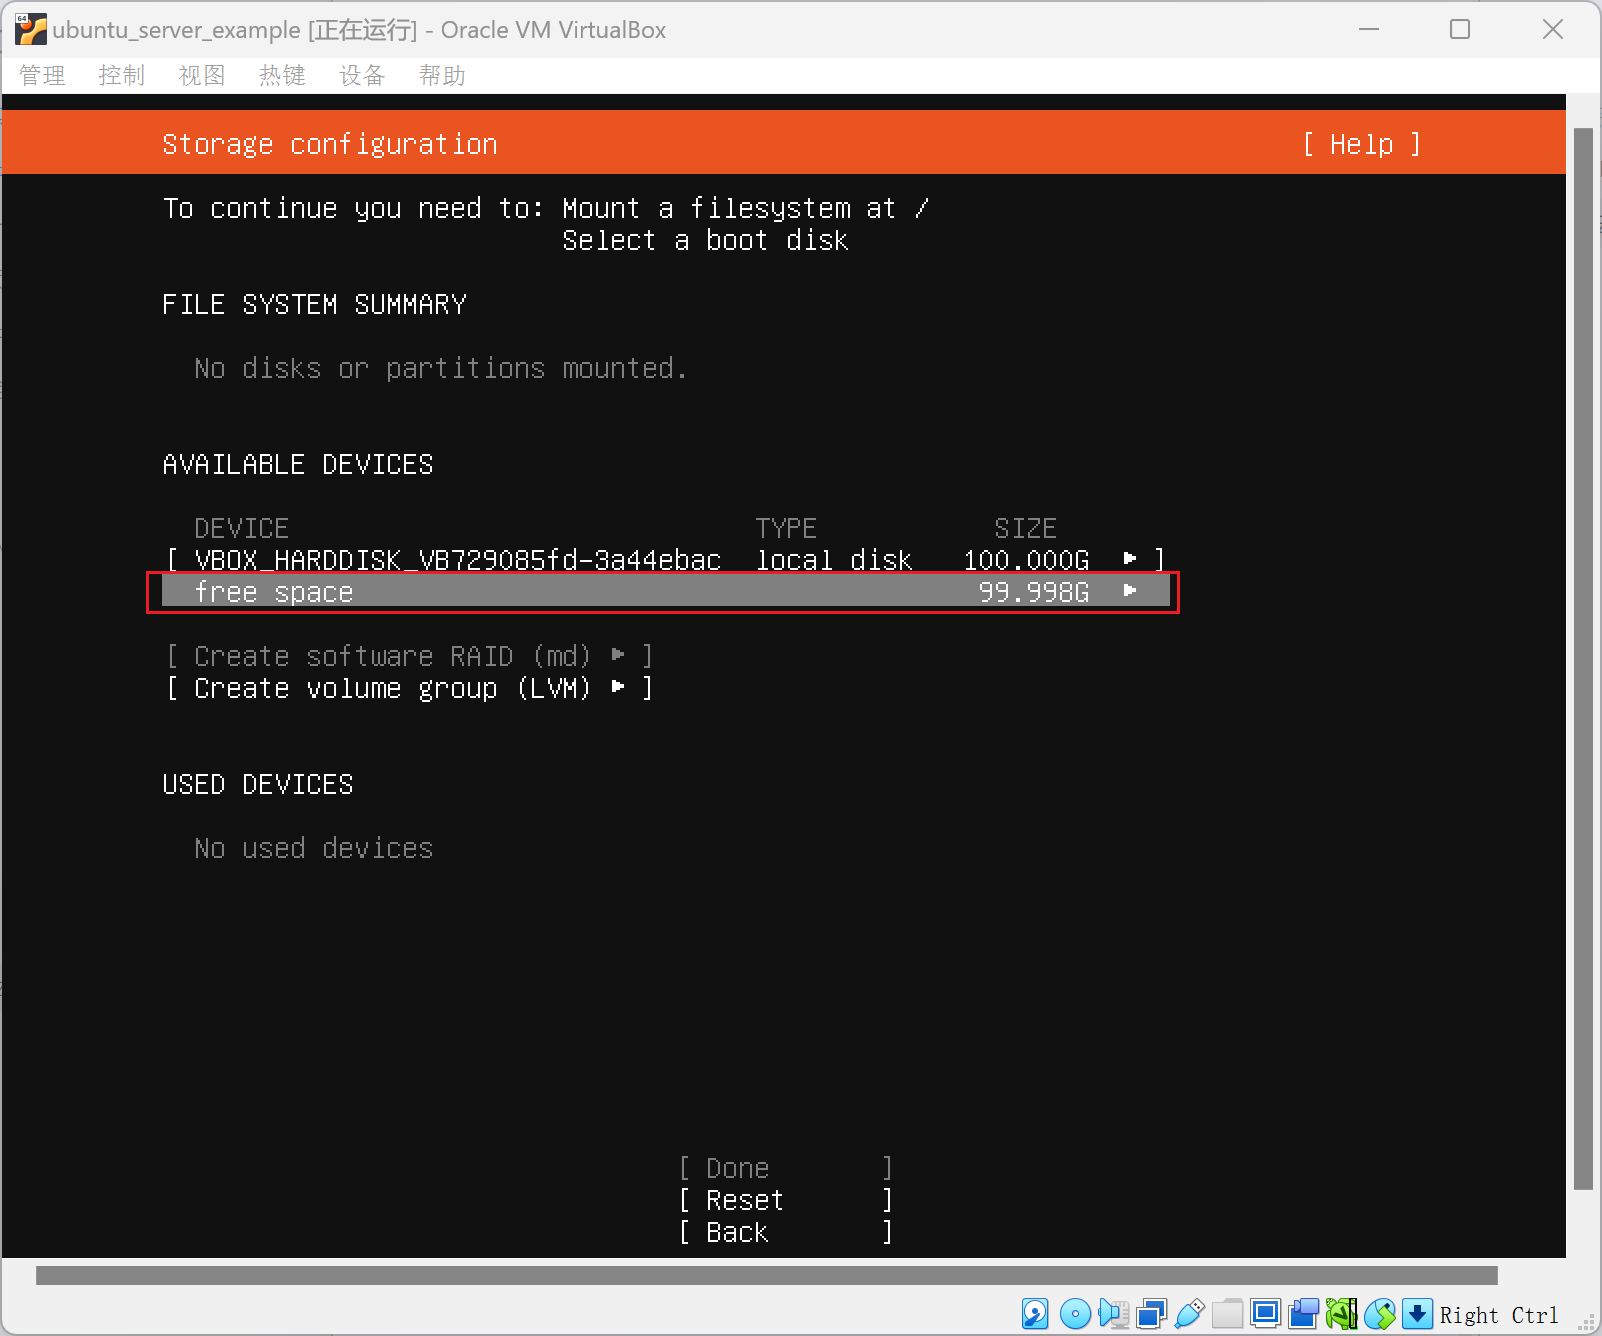 64
ubuntu_server_example [正在运行] - Oracle VM VirtualBox
管理 控制 视图 热键 设备 帮助
Storage configuration [ Help ]
To continue you need to: Mount a filesystem at /
Select a boot disk
FILE SYSTEM SUMMARY
No disks or partitions mounted.
AVAILABLE DEVICES
DEVICE TYPE SIZE
[ VBOX_HARDDISK_VB729085fd-3a44ebac local disk 100.000G ▸ ]
free space 99.998G ▸
[ Create software RAID (md) ▸ ]
[ Create volume group (LVM) ▸ ]
USED DEVICES
No used devices
[ Done ]
[ Reset ]
[ Back ]
Right Ctrl